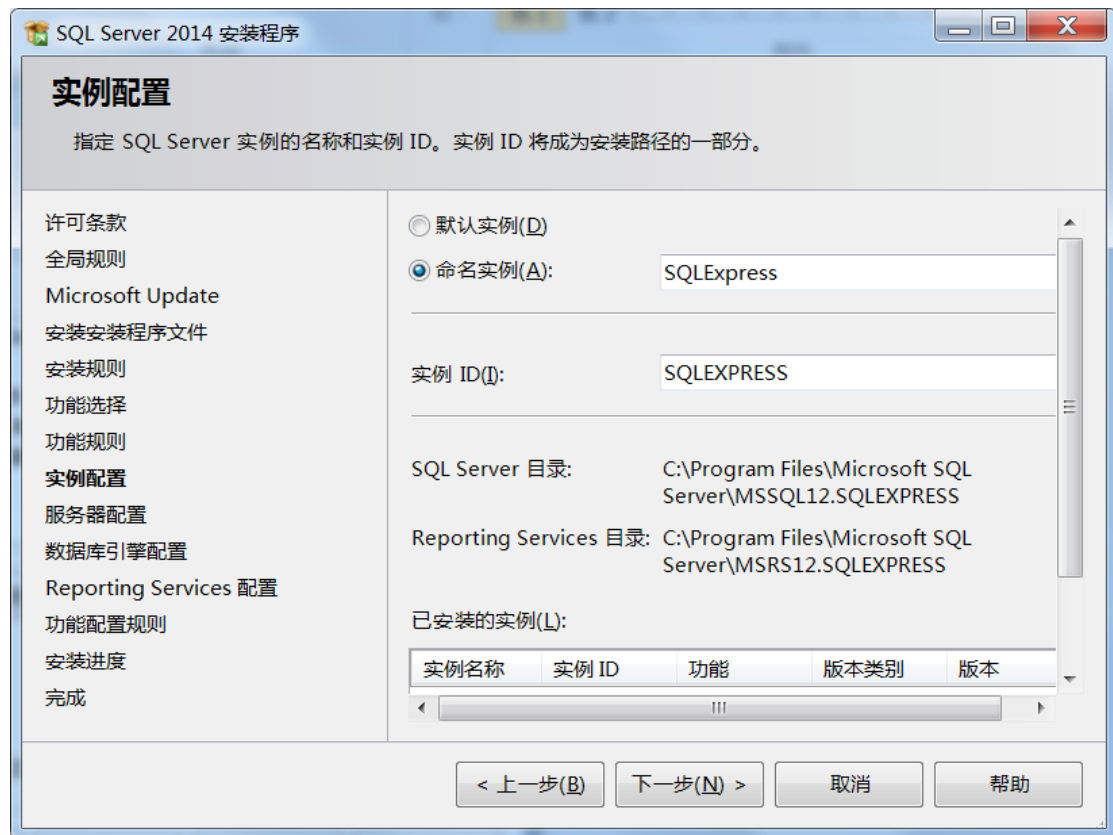 SQL Server 2014 安装程序
实例配置
指定 SQL Server 实例的名称和实例 ID。实例 ID 将成为安装路径的一部分。
许可条款
全局规则
Microsoft Update
安装安装程序文件
安装规则
功能选择
功能规则
实例配置
服务器配置
数据库引擎配置
Reporting Services 配置
功能配置规则
安装进度
完成
默认实例(D)
命名实例(A): SQLExpress
实例 ID(I): SQLEXPRESS
SQL Server 目录: C:\Program Files\Microsoft SQL
Server\MSSQL12.SQLEXPRESS
Reporting Services 目录: C:\Program Files\Microsoft SQL
Server\MSRS12.SQLEXPRESS
已安装的实例(L):
实例名称 实例 ID 功能 版本类别 版本
< 上一步(B) 下一步(N) > 取消 帮助